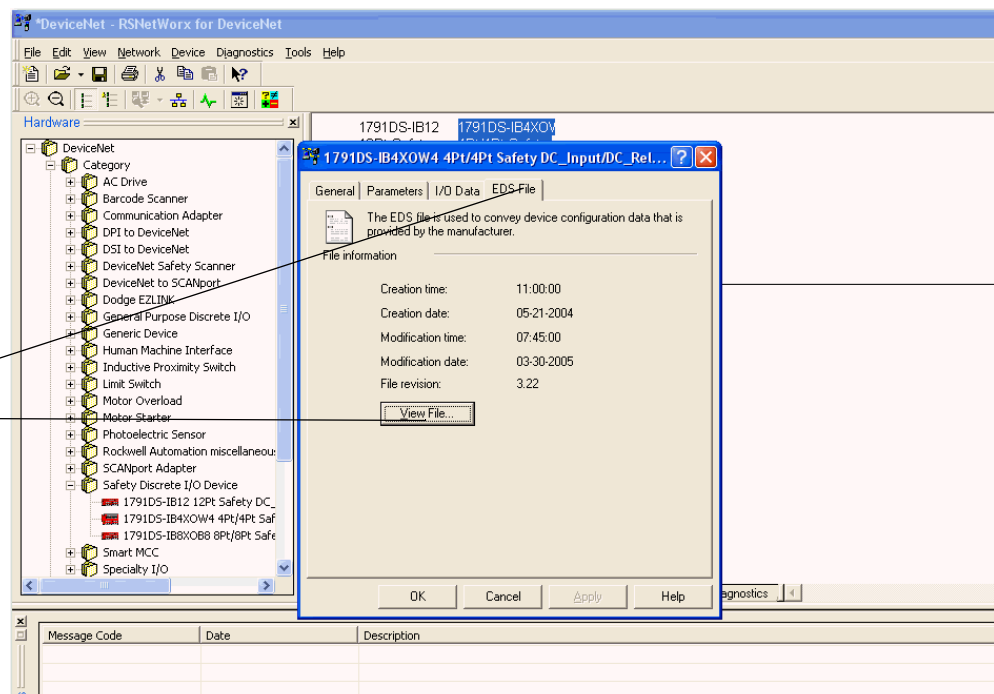 *DeviceNet - RSNetWorx for DeviceNet
File Edit View Network Device Diagnostics Tools Help
Hardware
DeviceNet
Category
AC Drive
Barcode Scanner
Communication Adapter
DPI to DeviceNet
DSI to DeviceNet
DeviceNet Safety Scanner
DeviceNet to SCANport
Dodge EZLINK
General Purpose Discrete I/O
Generic Device
Human Machine Interface
Inductive Proximity Switch
Limit Switch
Motor Overload
Motor Starter
Photoelectric Sensor
Rockwell Automation miscellaneou
SCANport Adapter
Safety Discrete I/O Device
1791DS-IB12 12Pt Safety DC_
1791DS-IB4XOW4 4Pt/4Pt Saf
1791DS-IB8XOB8 8Pt/8Pt Safe
Smart MCC
Specialty I/O
1791DS-IB12 1791DS-IB4XOW
1791DS-IB4XOW4 4Pt/4Pt Safety DC_Input/DC_Rel...
General Parameters I/O Data EDS File
The EDS file is used to convey device configuration data that is
provided by the manufacturer.
File information
Creation time: 11:00:00
Creation date: 05-21-2004
Modification time: 07:45:00
Modification date: 03-30-2005
File revision: 3.22
View File...
OK Cancel Apply Help
agnostics
Message Code Date Description